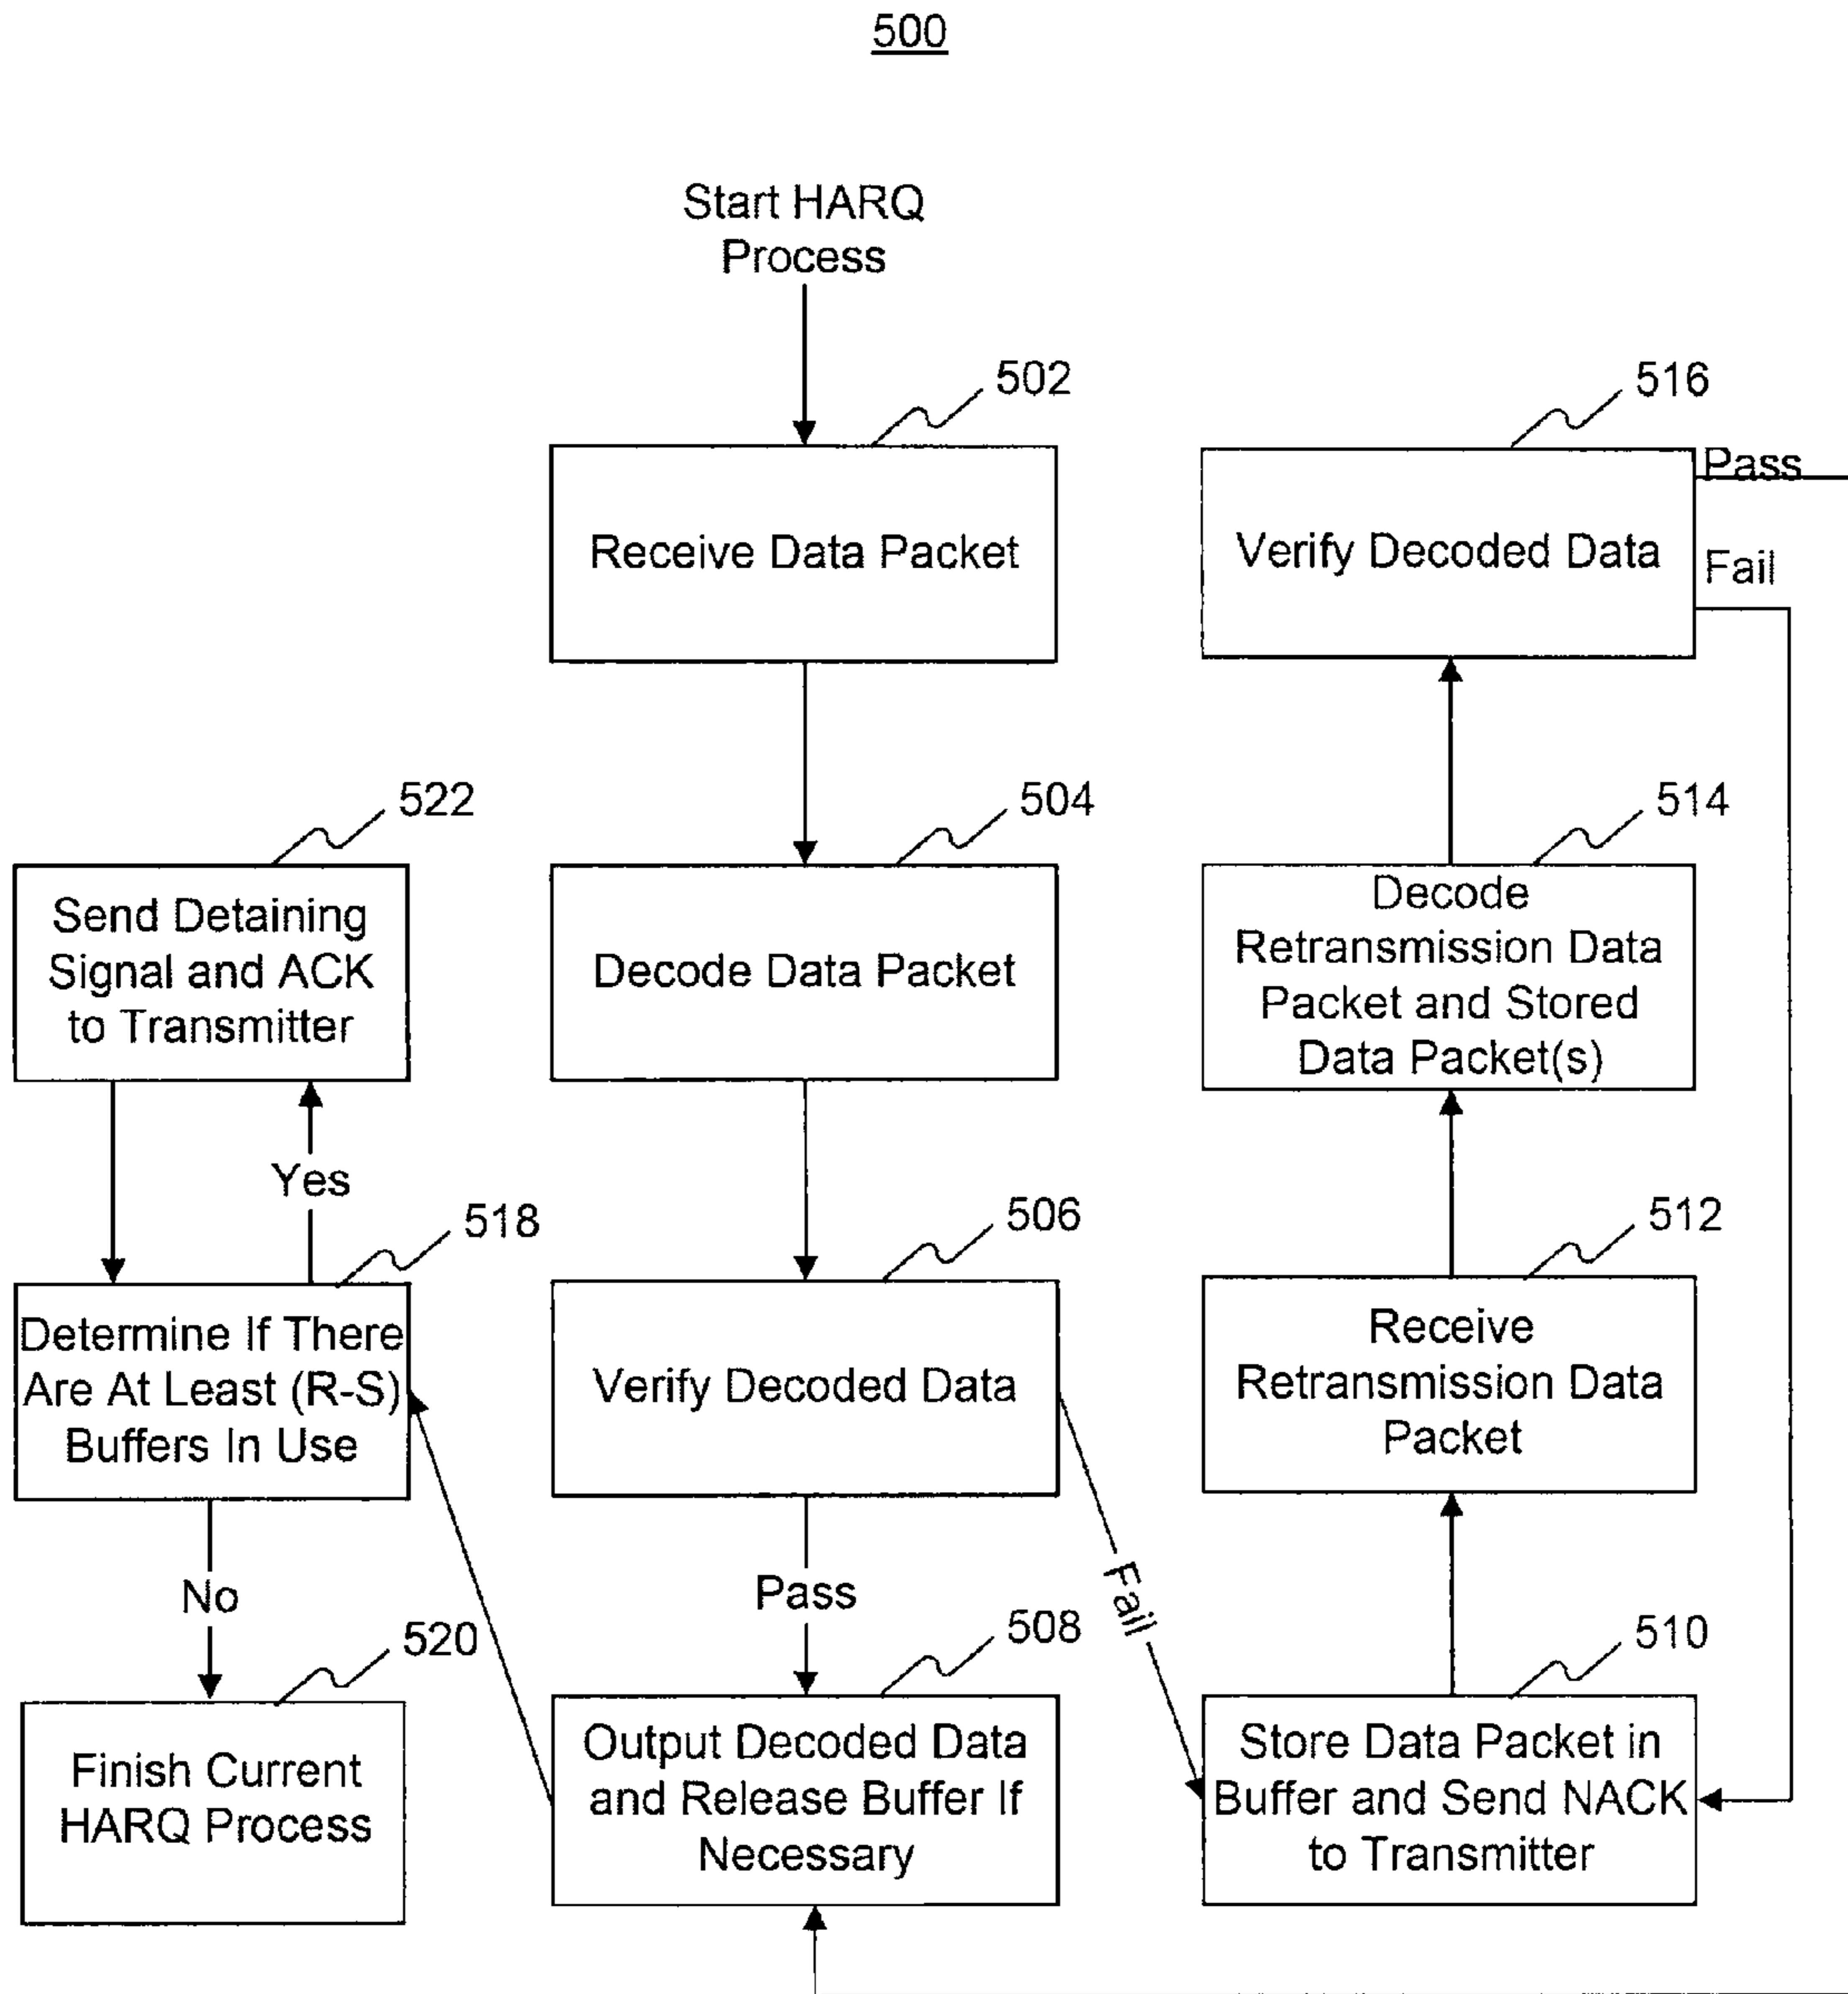 500
Start HARQ
Process
502
Receive Data Packet
516
Verify Decoded Data
Pass
Fail
522
Send Detaining
Signal and ACK
to Transmitter
504
Decode Data Packet
514
Decode
Retransmission Data
Packet and Stored
Data Packet(s)
Yes
518
Determine If There
Are At Least (R-S)
Buffers In Use
506
Verify Decoded Data
512
Receive
Retransmission Data
Packet
No
Pass
Fail
520
Finish Current
HARQ Process
508
Output Decoded Data
and Release Buffer If
Necessary
510
Store Data Packet in
Buffer and Send NACK
to Transmitter